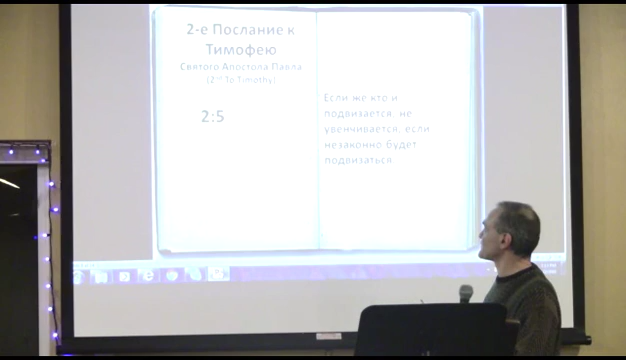 2-е Послание к
Тимофею
Святого Апостола Павла
(2nd To Timothy)
2:5
Если же кто и
подвизается, не
увенчивается, если
незаконно будет
подвизаться